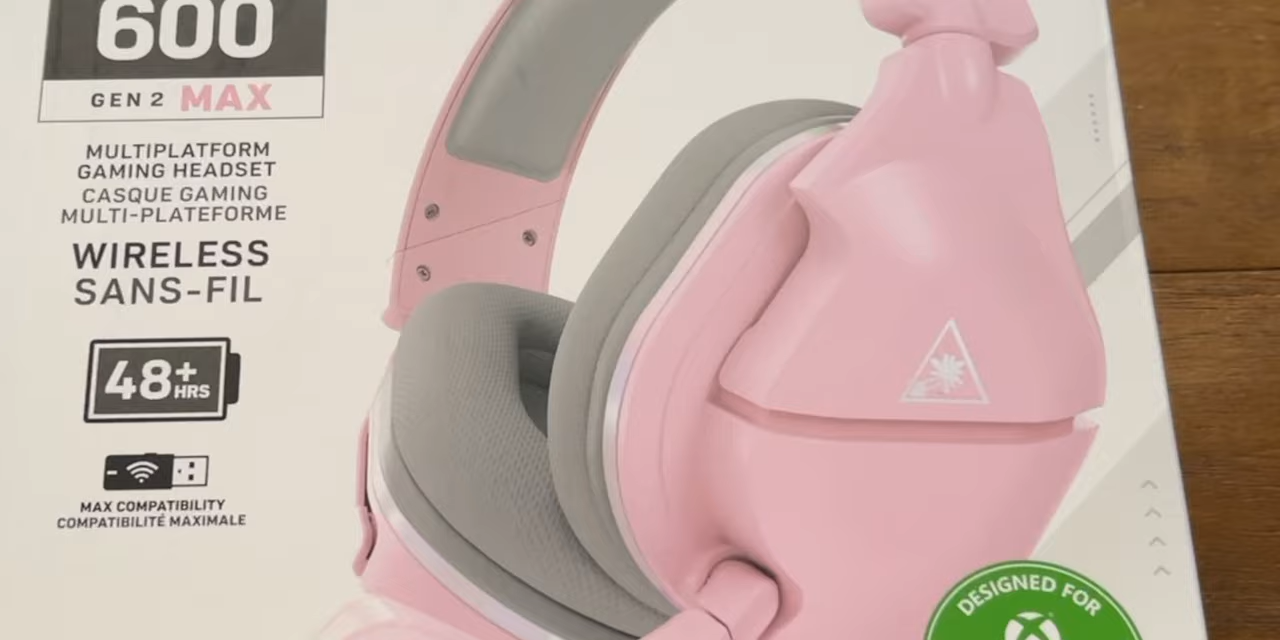 600
GEN 2 MAX
MULTIPLATFORM
GAMING HEADSET
CASQUE GAMING
MULTI-PLATEFORME
WIRELESS
SANS-FIL
48+
HRS
MAX COMPATIBILITY
COMPATIBILITÉ MAXIMALE
DESIGNED FOR